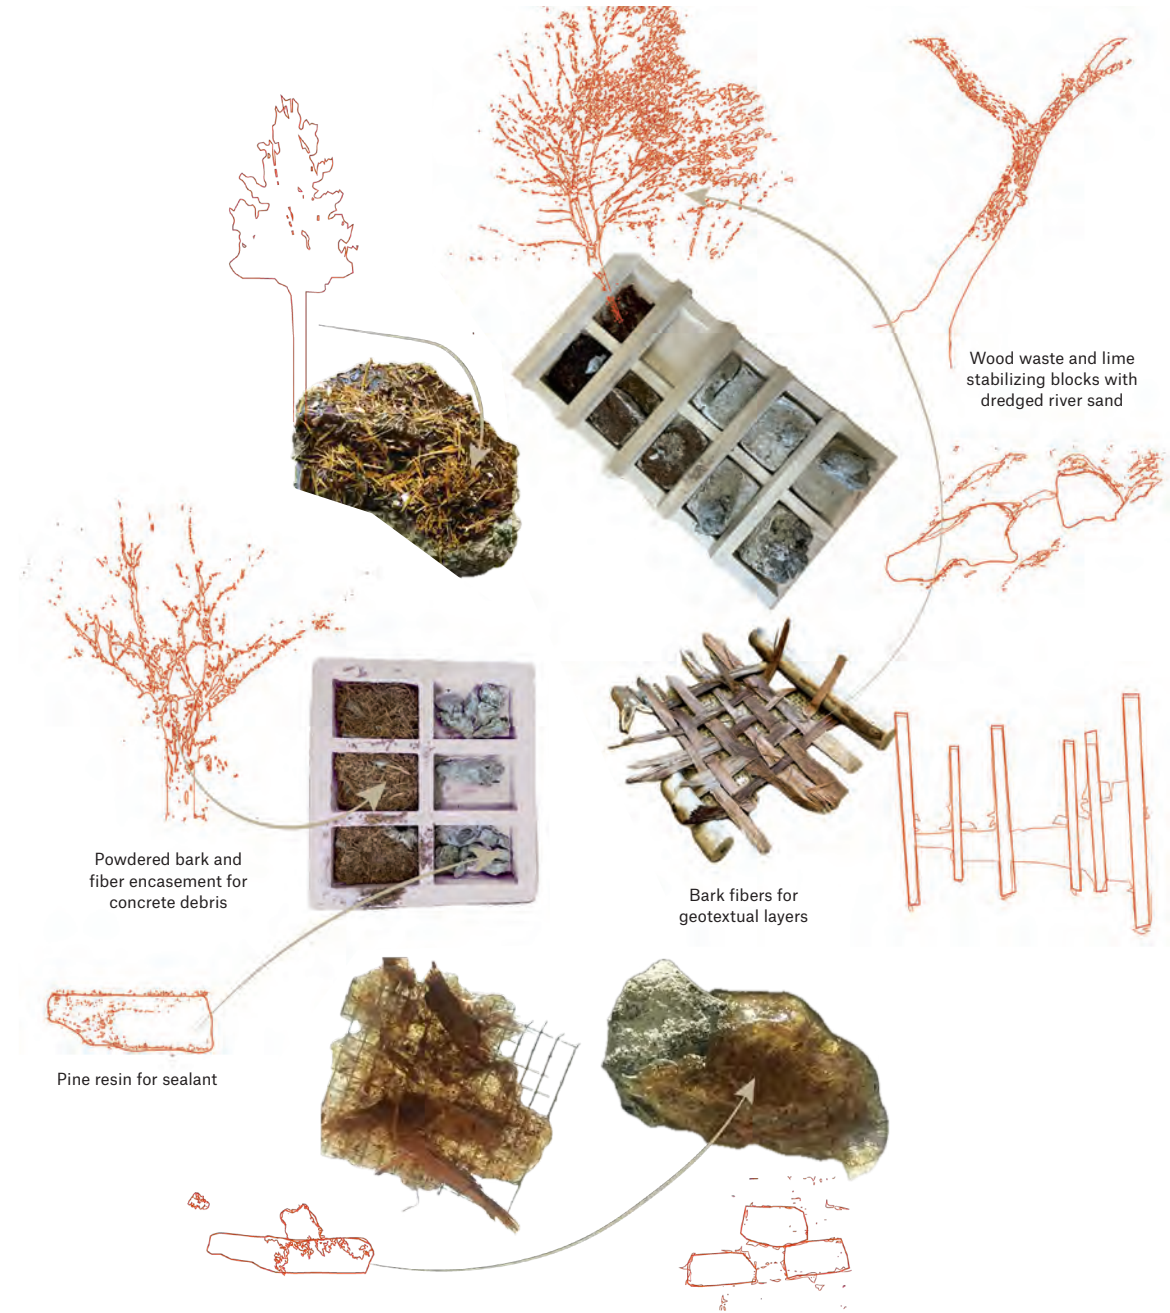 Wood waste and lime
stabilizing blocks with
dredged river sand
Powdered bark and
fiber encasement for
concrete debris
Bark fibers for
geotextual layers
Pine resin for sealant